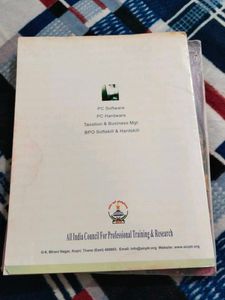 PC Software
PC Hardware
Taxation & Business Mgt
BPO Softskill & Hardskill
All India Council For Professional Training & Research